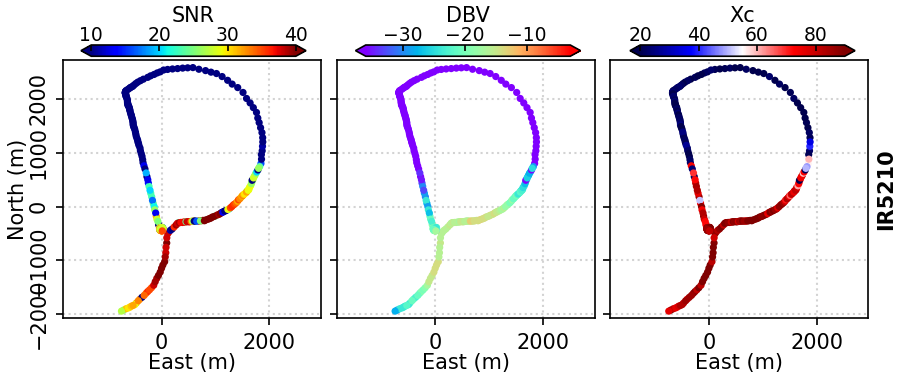 SNR
10 20 30 40
DBV
−30 −20 −10
Xc
20 40 60 80
North (m)
2000
1000
0
−1000
−2000
0 2000
East (m)
0 2000
East (m)
0 2000
East (m)
IR5210